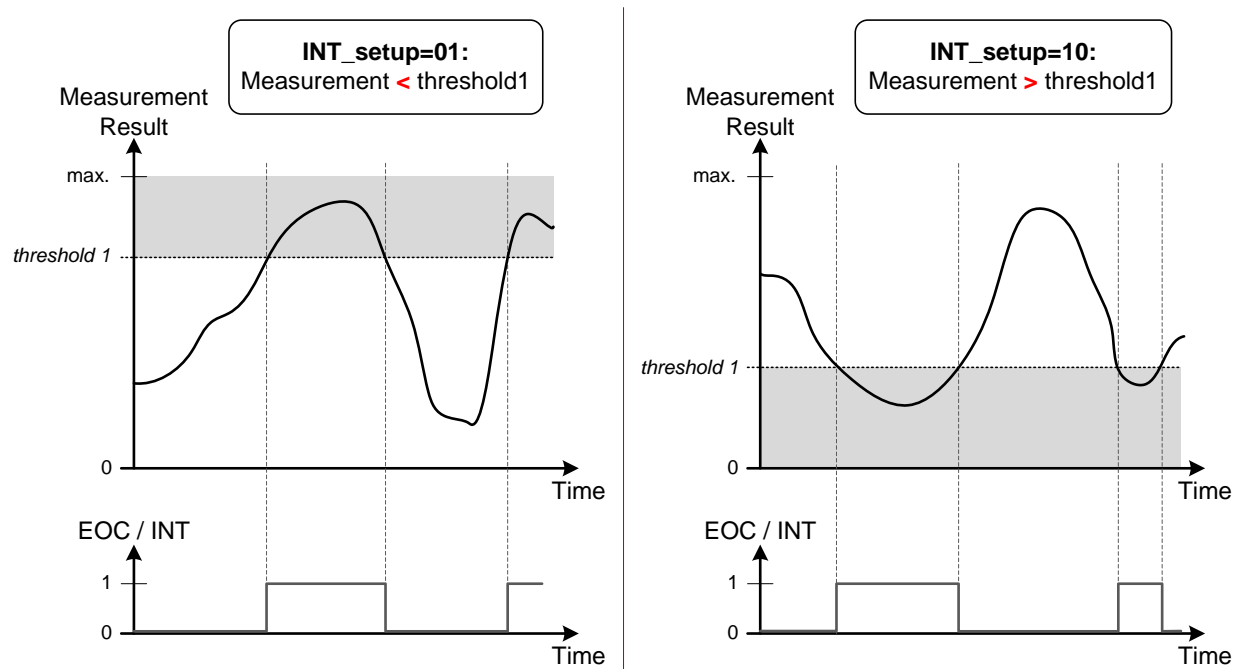 INT_setup=01:
Measurement < threshold1
Measurement
Result
max.
threshold 1
0
Time
EOC / INT
1
0
Time
INT_setup=10:
Measurement > threshold1
Measurement
Result
max.
threshold 1
0
Time
EOC / INT
1
0
Time